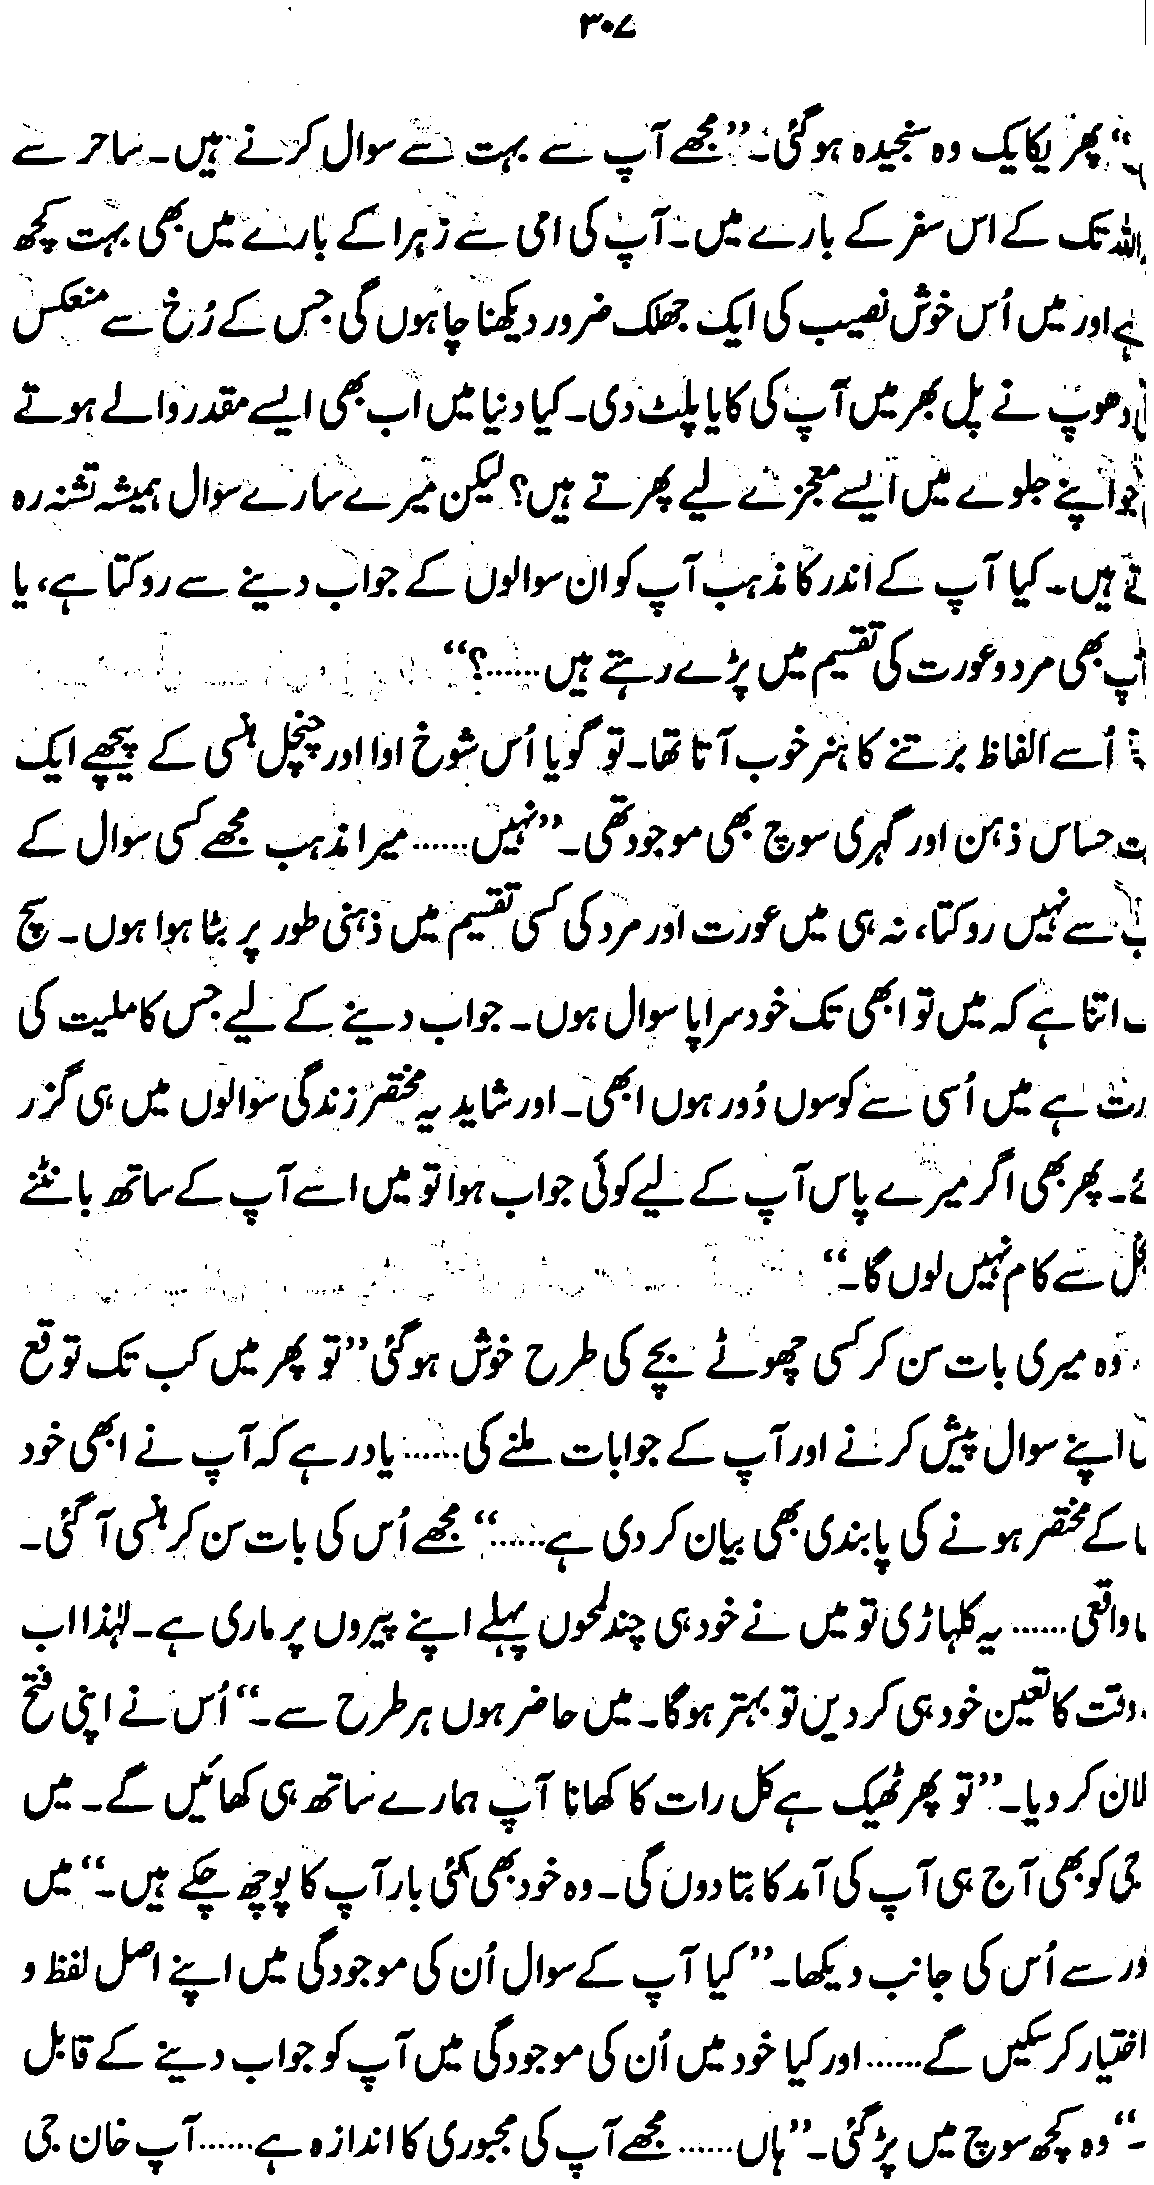 ۳۰۷
“ پھر یکایک وہ سنجیدہ ہوگئی۔ ”مجھے آپ سے بہت سے سوال کرنے ہیں۔ ساحر سے
اللہ تک کے اس سفر کے بارے میں۔ آپ کی امی سے زہرا کے بارے میں بھی بہت کچھ
ہے اور میں اُس خوش نصیب کی ایک جھلک ضرور دیکھنا چاہوں گی جس کے رُخ سے منعکس
دھوپ نے پل بھر میں آپ کی کایا پلٹ دی۔ کیا دنیا میں اب بھی ایسے مقدر والے ہوتے
جو اپنے جلوے میں ایسے معجزے لیے پھرتے ہیں؟ لیکن میرے سارے سوال ہمیشہ تشنہ رہ
تے ہیں۔ کیا آپ کے اندر کا مذہب آپ کو ان سوالوں کے جواب دینے سے روکتا ہے، یا
پ بھی مرد و عورت کی تقسیم میں پڑے رہتے ہیں......؟“
اُسے الفاظ برتنے کا ہنر خوب آتا تھا۔ تو گویا اُس شوخ ادا اور چنچل ہنسی کے پیچھے ایک
ت حساس ذہن اور گہری سوچ بھی موجود تھی۔ ”نہیں...... میرا مذہب مجھے کسی سوال کے
ب سے نہیں روکتا، نہ ہی میں عورت اور مرد کی کسی تقسیم میں ذہنی طور پر بٹا ہوا ہوں۔ سچ
اتنا ہے کہ میں تو ابھی تک خود سراپا سوال ہوں۔ جواب دینے کے لیے جس کاملیت کی
رت ہے میں اُسی سے کوسوں دُور ہوں ابھی۔ اور شاید یہ مختصر زندگی سوالوں میں ہی گزر
ئے۔ پھر بھی اگر میرے پاس آپ کے لیے کوئی جواب ہوا تو میں اسے آپ کے ساتھ بانٹنے
خل سے کام نہیں لوں گا۔“
وہ میری بات سن کر کسی چھوٹے بچے کی طرح خوش ہوگئی ”تو پھر میں کب تک توقع
اپنے سوال پیش کرنے اور آپ کے جوابات ملنے کی...... یاد رہے کہ آپ نے ابھی خود
کے مختصر ہونے کی پابندی بھی بیان کر دی ہے......“ مجھے اُس کی بات سن کر ہنسی آ گئی۔
واقعی...... یہ کلہاڑی تو میں نے خود ہی چند لمحوں پہلے اپنے پیروں پر ماری ہے۔ لہٰذا اب
وقت کا تعین خود ہی کر دیں تو بہتر ہوگا۔ میں حاضر ہوں ہر طرح سے۔“ اُس نے اپنی فتح
لان کر دیا۔ ”تو پھر ٹھیک ہے کل رات کا کھانا آپ ہمارے ساتھ ہی کھائیں گے۔ میں
جی کو بھی آج ہی آپ کی آمد کا بتا دوں گی۔ وہ خود بھی کئی بار آپ کا پوچھ چکے ہیں۔“ میں
ور سے اُس کی جانب دیکھا۔ ”کیا آپ کے سوال اُن کی موجودگی میں اپنے اصل لفظ و
اختیار کر سکیں گے...... اور کیا خود میں اُن کی موجودگی میں آپ کو جواب دینے کے قابل
۔“ وہ کچھ سوچ میں پڑ گئی۔ ”ہاں...... مجھے آپ کی مجبوری کا اندازہ ہے...... آپ خان جی